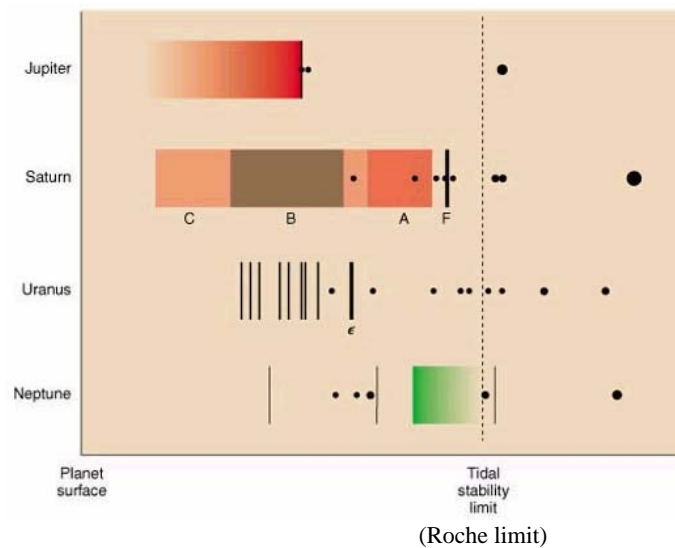 Jupiter
Saturn
C B A F
Uranus
ϵ
Neptune
Planet
surface
Tidal
stability
limit
(Roche limit)